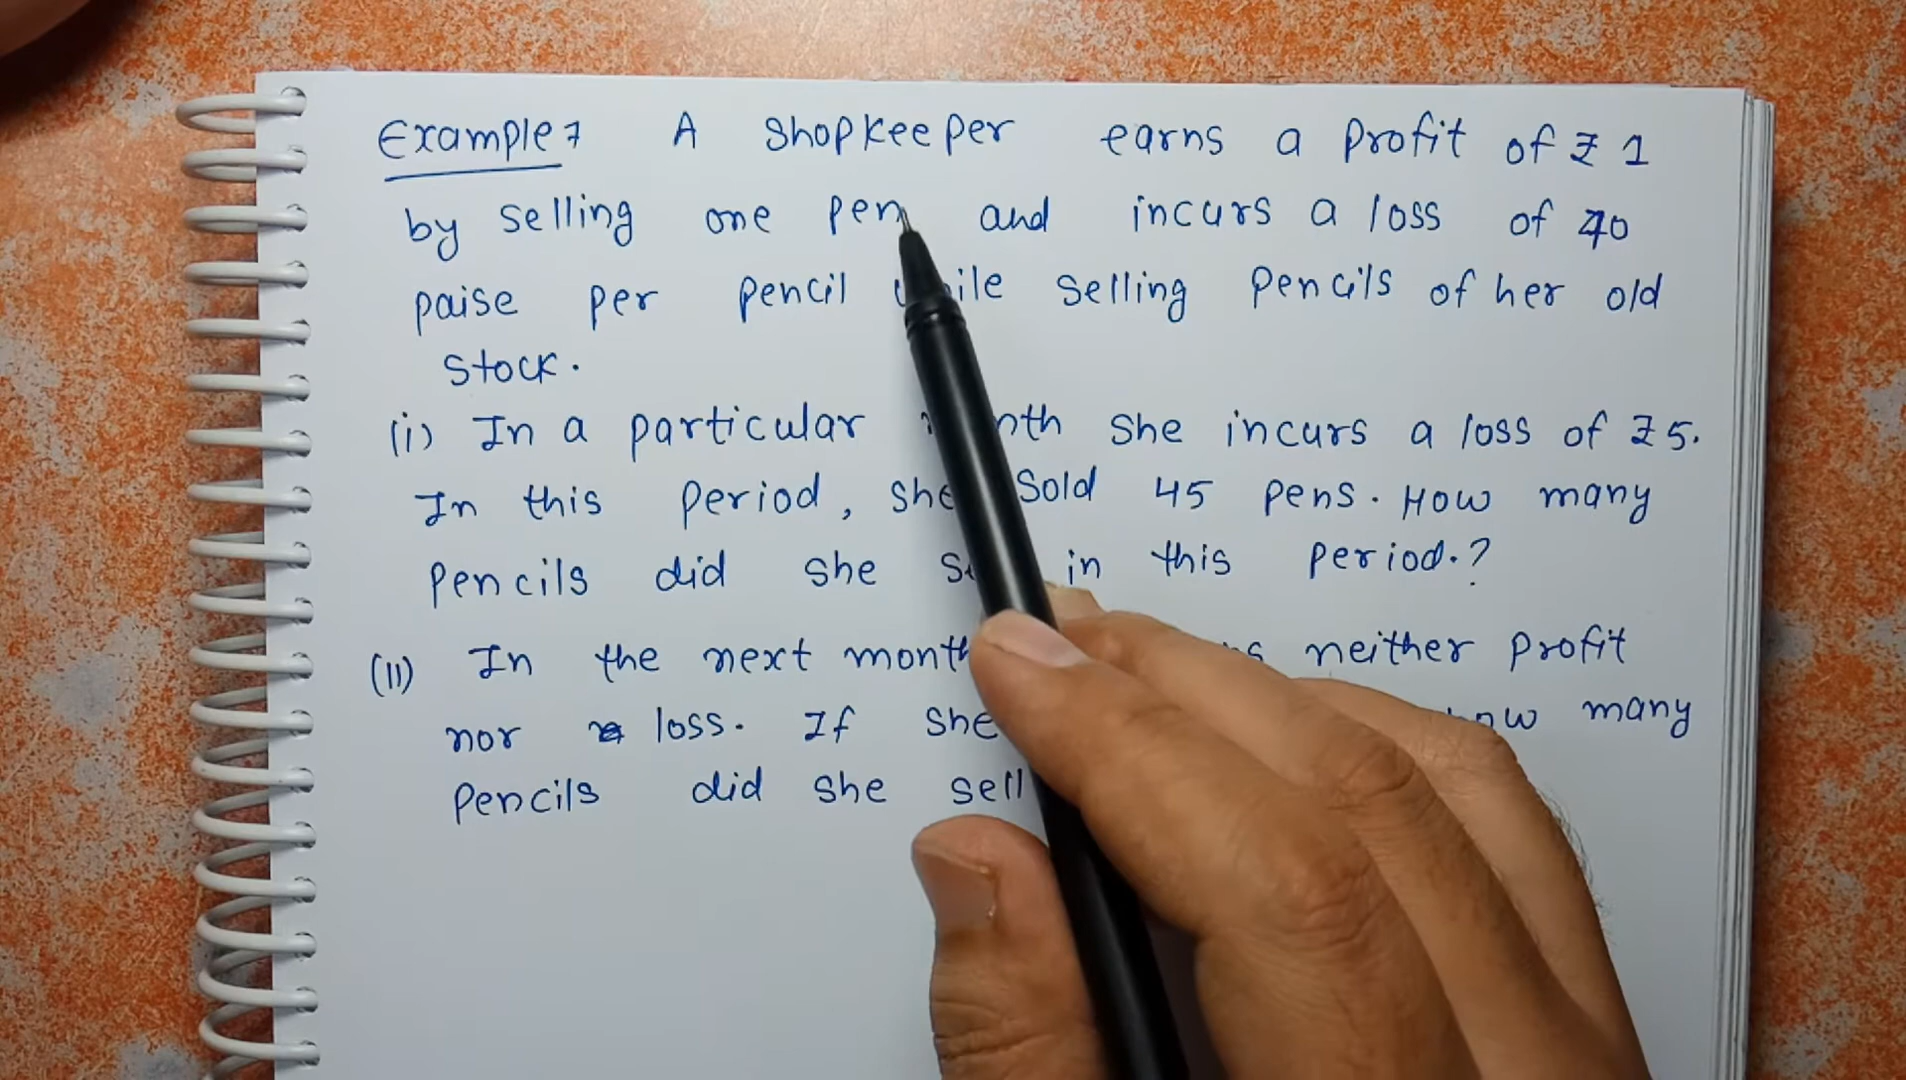 Example 7 A shopkeeper earns a profit of ₹ 1
by selling one pen and incurs a loss of 40
paise per pencil while selling pencils of her old
stock.
(i) In a particular month she incurs a loss of ₹5.
In this period, she sold 45 pens. How many
pencils did she in this period.?
(II) In the next month neither profit
nor loss. If she how many
pencils did she sell